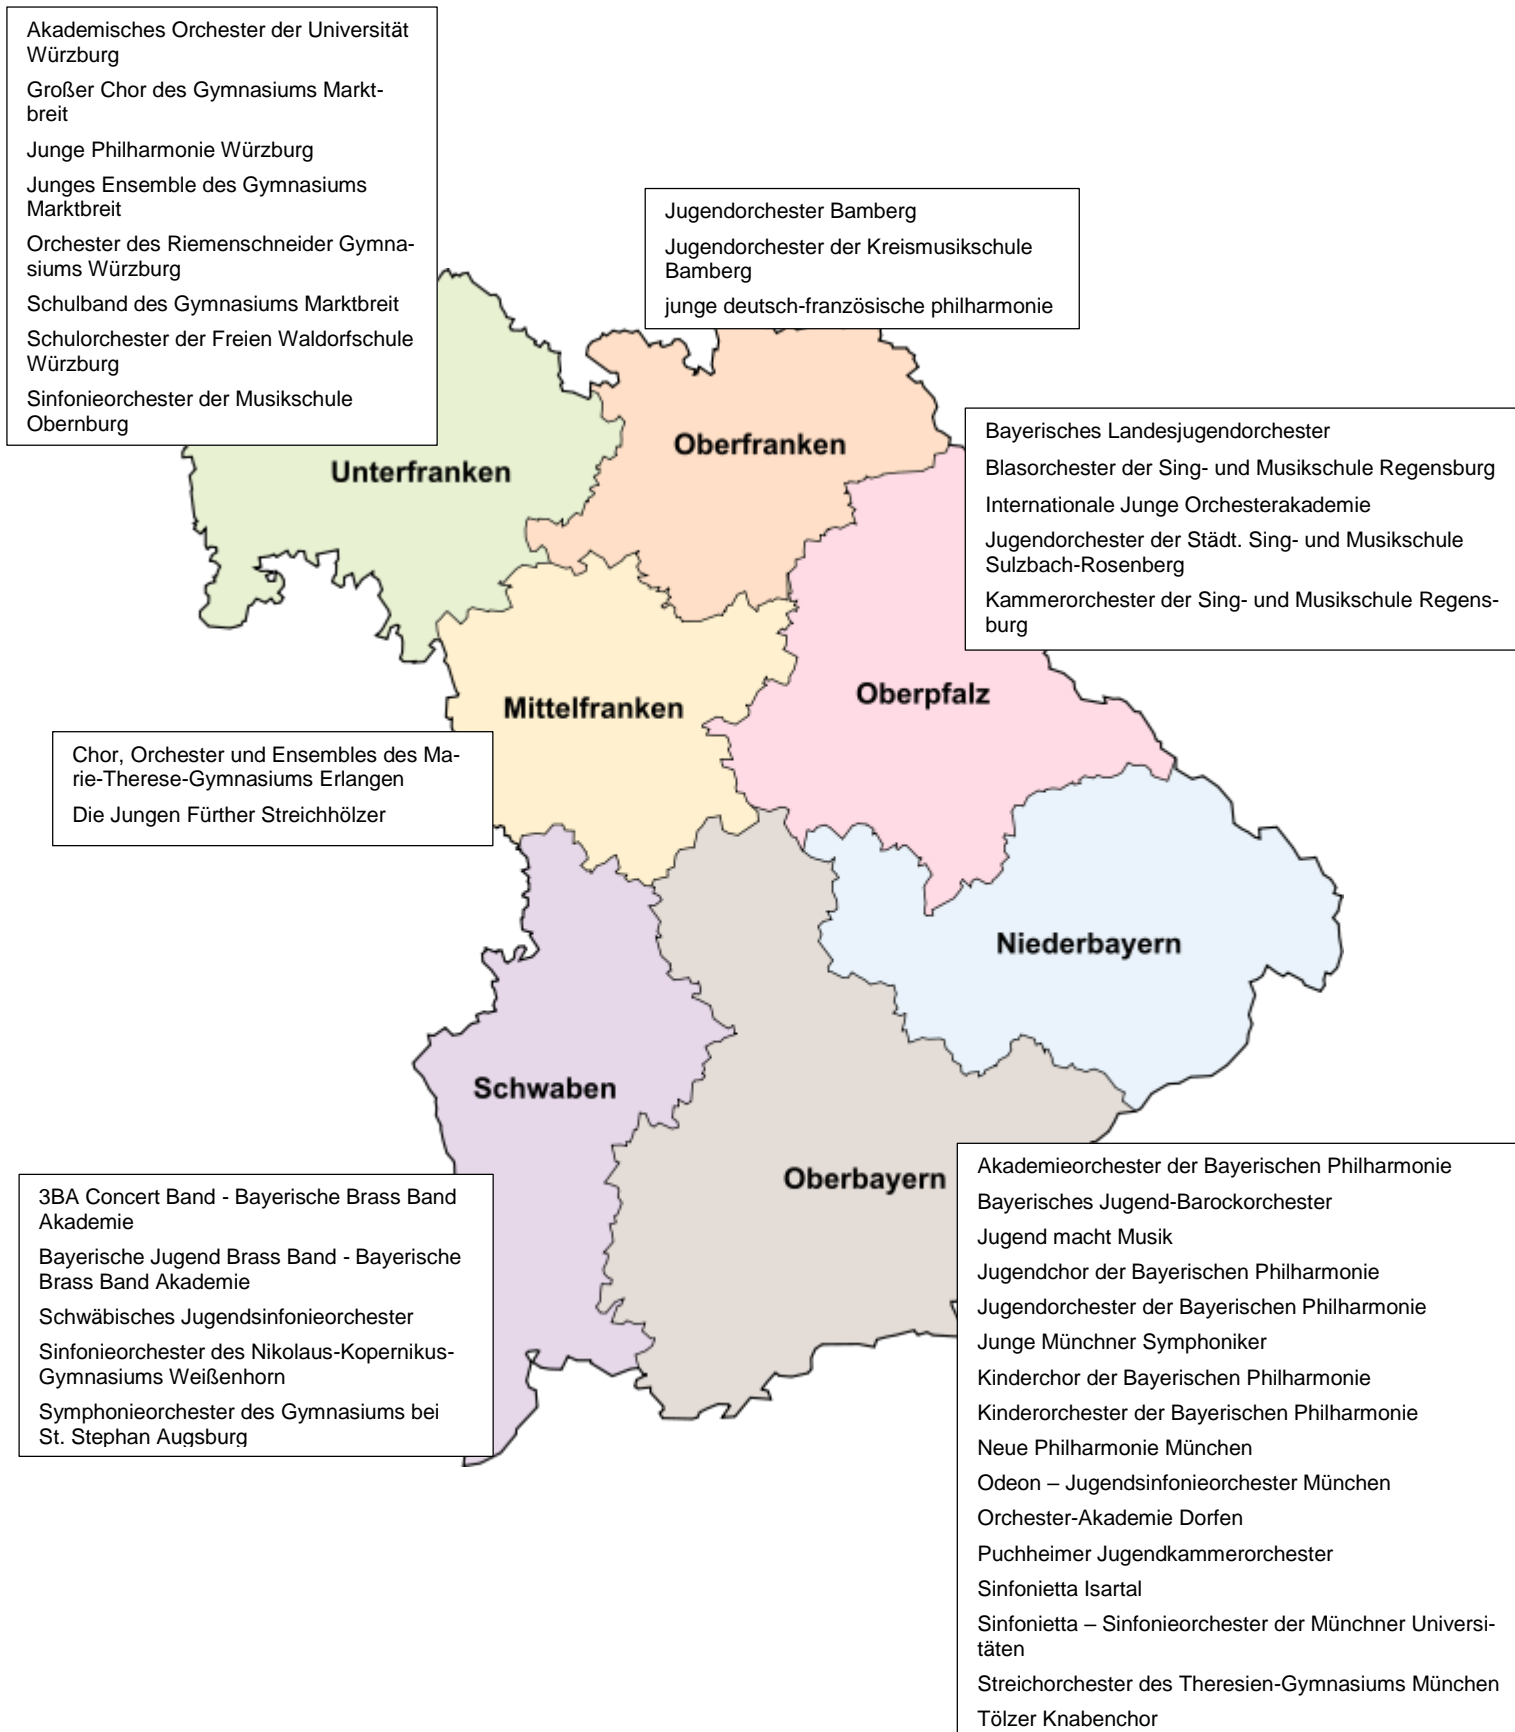 Akademisches Orchester der Universität
Würzburg
Großer Chor des Gymnasiums Markt-
breit
Junge Philharmonie Würzburg
Junges Ensemble des Gymnasiums
Marktbreit
Orchester des Riemenschneider Gymna-
siums Würzburg
Schulband des Gymnasiums Marktbreit
Schulorchester der Freien Waldorfschule
Würzburg
Sinfonieorchester der Musikschule
Obernburg
Jugendorchester Bamberg
Jugendorchester der Kreismusikschule
Bamberg
junge deutsch-französische philharmonie
Unterfranken
Oberfranken
Bayerisches Landesjugendorchester
Blasorchester der Sing- und Musikschule Regensburg
Internationale Junge Orchesterakademie
Jugendorchester der Städt. Sing- und Musikschule
Sulzbach-Rosenberg
Kammerorchester der Sing- und Musikschule Regens-
burg
Mittelfranken
Oberpfalz
Chor, Orchester und Ensembles des Ma-
rie-Therese-Gymnasiums Erlangen
Die Jungen Fürther Streichhölzer
Niederbayern
Schwaben
Oberbayern
3BA Concert Band - Bayerische Brass Band
Akademie
Bayerische Jugend Brass Band - Bayerische
Brass Band Akademie
Schwäbisches Jugendsinfonieorchester
Sinfonieorchester des Nikolaus-Kopernikus-
Gymnasiums Weißenhorn
Symphonieorchester des Gymnasiums bei
St. Stephan Augsburg
Akademieorchester der Bayerischen Philharmonie
Bayerisches Jugend-Barockorchester
Jugend macht Musik
Jugendchor der Bayerischen Philharmonie
Jugendorchester der Bayerischen Philharmonie
Junge Münchner Symphoniker
Kinderchor der Bayerischen Philharmonie
Kinderorchester der Bayerischen Philharmonie
Neue Philharmonie München
Odeon – Jugendsinfonieorchester München
Orchester-Akademie Dorfen
Puchheimer Jugendkammerorchester
Sinfonietta Isartal
Sinfonietta – Sinfonieorchester der Münchner Universi-
täten
Streichorchester des Theresien-Gymnasiums München
Tölzer Knabenchor